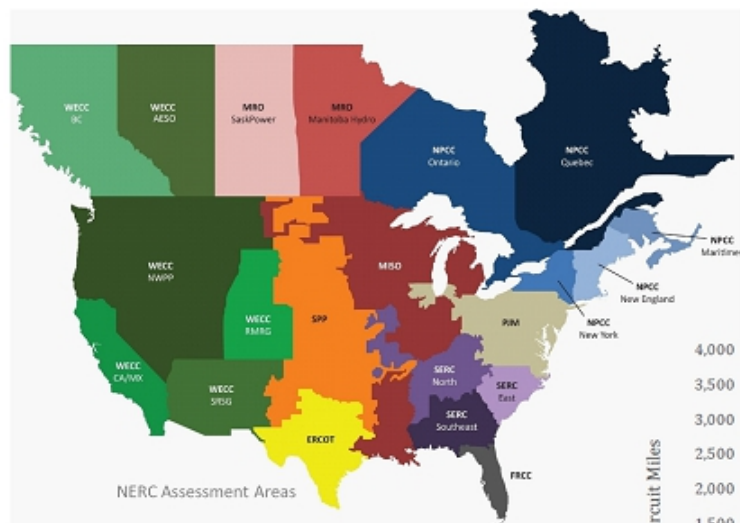 WECC
BC
WECC
AESO
MRO
SaskPower
MRO
Manitoba Hydro
NPCC
Ontario
NPCC
Quebec
NPCC
Maritime
WECC
NWPP
MISO
NPCC
New England
WECC
RMRG
SPP
PJM
NPCC
New York
WECC
CA/MX
WECC
SRSG
SERC
North
SERC
East
SERC
Southeast
ERCOT
FRCC
NERC Assessment Areas
4,000
3,500
3,000
2,500
2,000
rcuit Miles